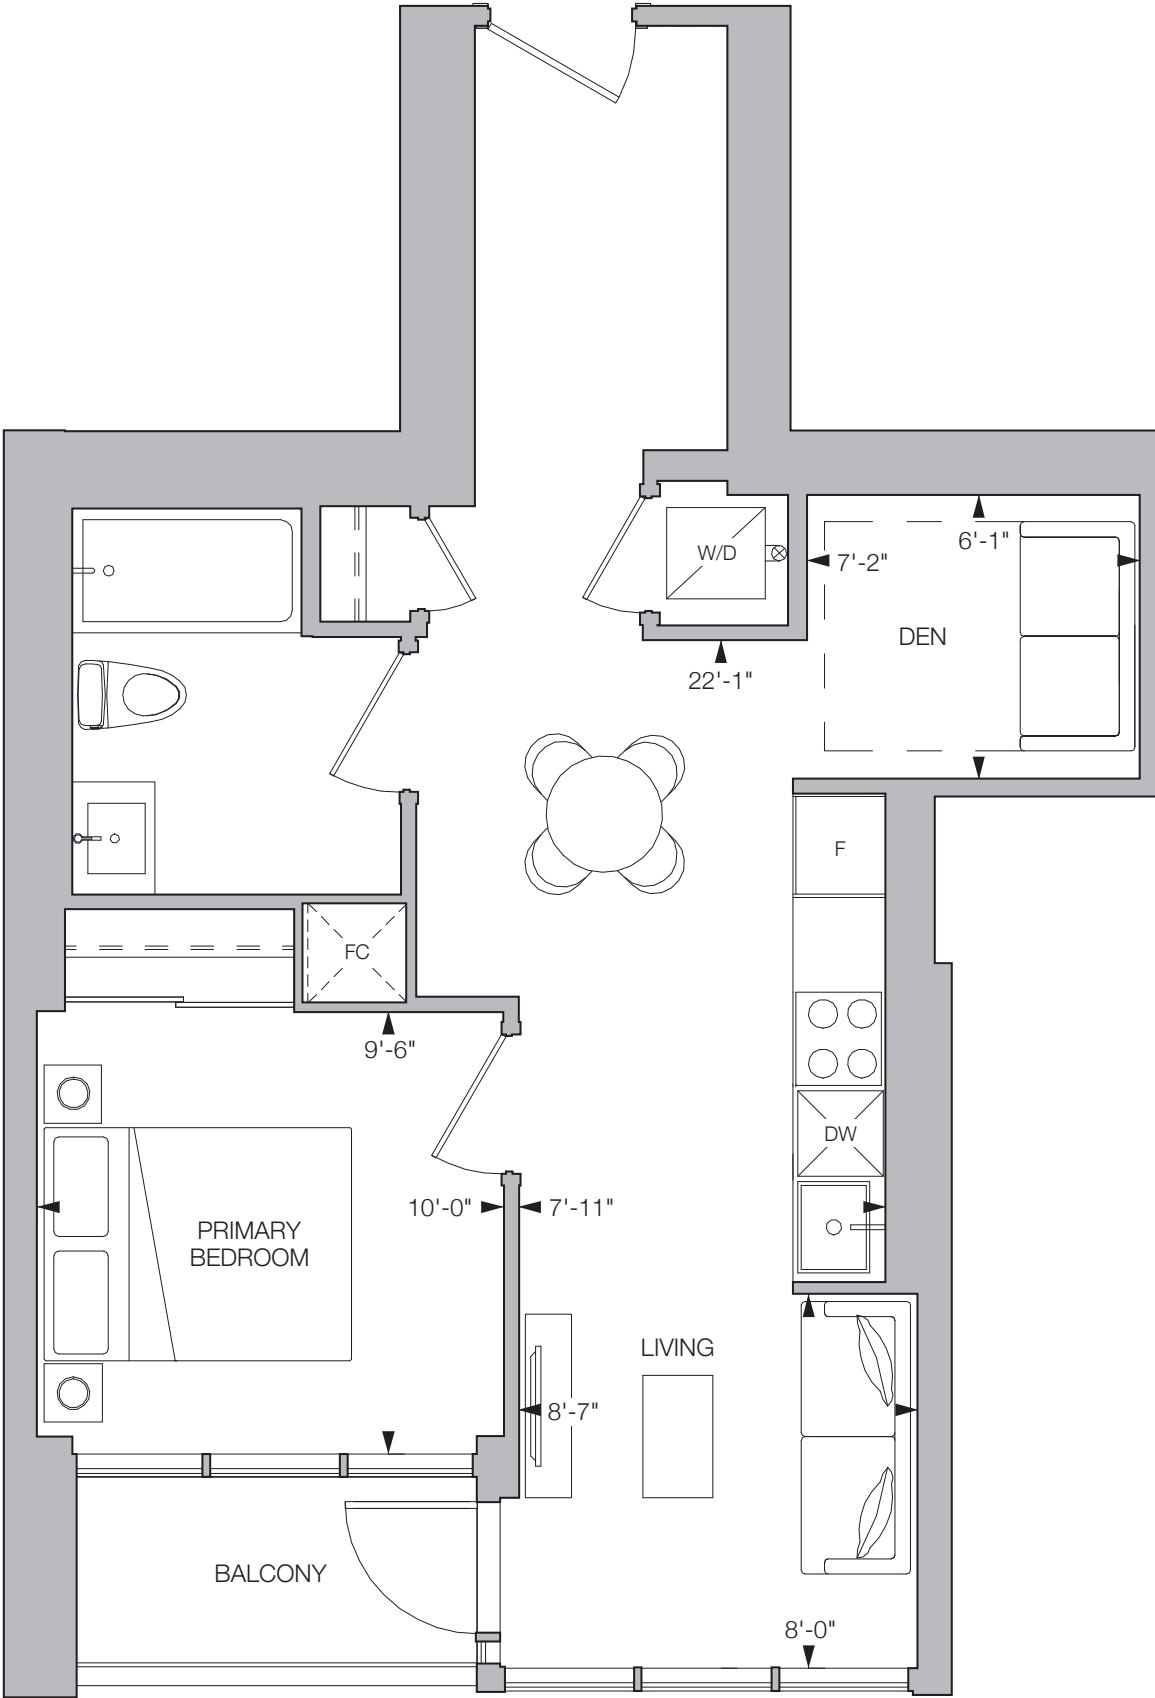 W/D
6'-1"
7'-2"
DEN
22'-1"
F
FC
9'-6"
DW
10'-0"
7'-11"
PRIMARY
BEDROOM
LIVING
8'-7"
BALCONY
8'-0"